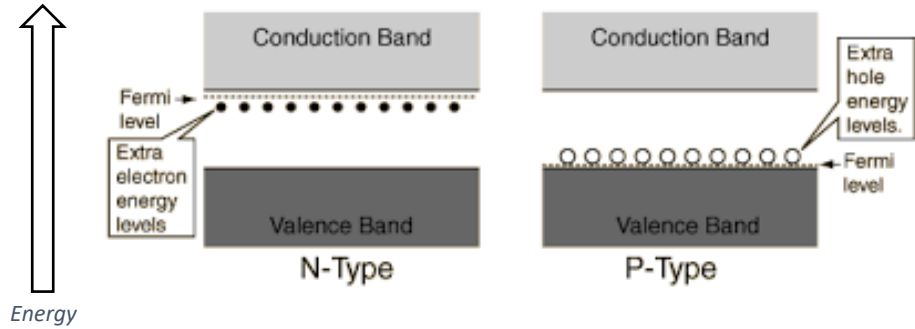 Conduction Band
Fermi
level
Extra
electron
energy
levels
Valence Band
N-Type
Conduction Band
Extra
hole
energy
levels.
Fermi
level
Valence Band
P-Type
Energy